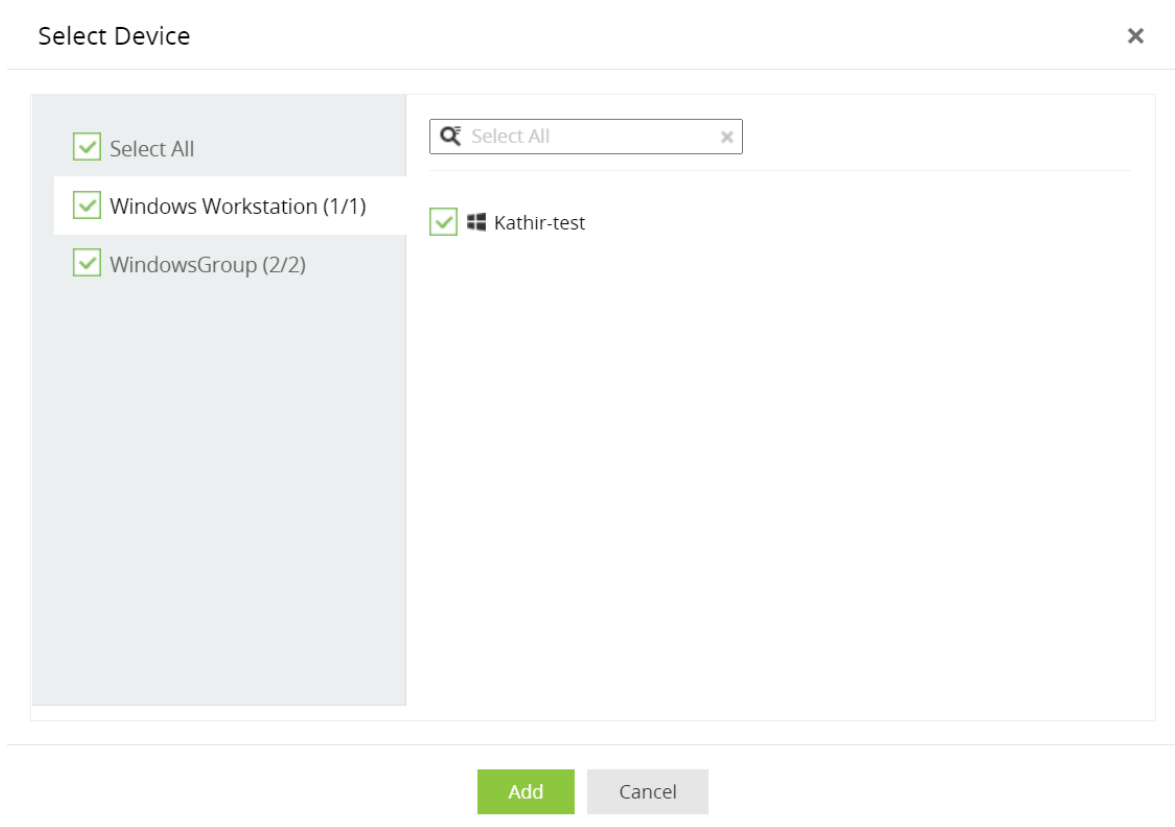 Select Device
Select All
Windows Workstation (1/1)
WindowsGroup (2/2)
Select All
Kathir-test
Add
Cancel